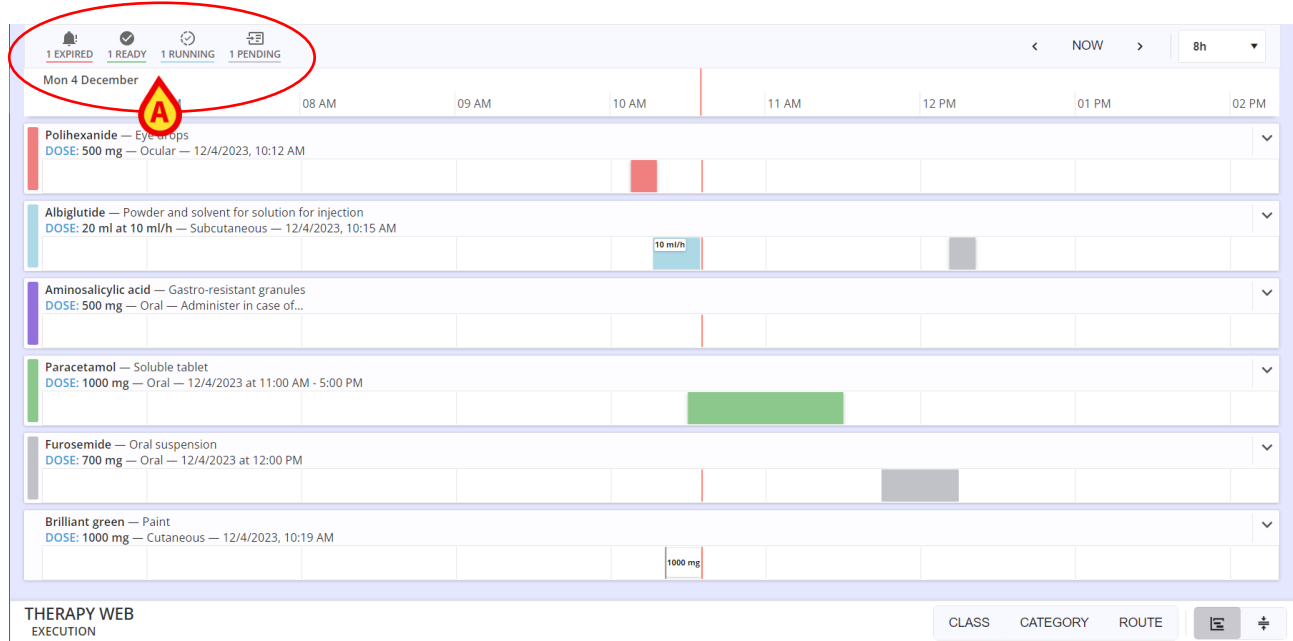 1 EXPIRED 1 READY 1 RUNNING 1 PENDING
NOW
8h
Mon 4 December
A
08 AM 09 AM 10 AM 11 AM 12 PM 01 PM 02 PM
Polihexanide — Eye drops
DOSE: 500 mg — Ocular — 12/4/2023, 10:12 AM
Albiglutide — Powder and solvent for solution for injection
DOSE: 20 ml at 10 ml/h — Subcutaneous — 12/4/2023, 10:15 AM
10 ml/h
Aminosalicylic acid — Gastro-resistant granules
DOSE: 500 mg — Oral — Administer in case of...
Paracetamol — Soluble tablet
DOSE: 1000 mg — Oral — 12/4/2023 at 11:00 AM - 5:00 PM
Furosemide — Oral suspension
DOSE: 700 mg — Oral — 12/4/2023 at 12:00 PM
Brilliant green — Paint
DOSE: 1000 mg — Cutaneous — 12/4/2023, 10:19 AM
1000 mg
THERAPY WEB
EXECUTION
CLASS CATEGORY ROUTE